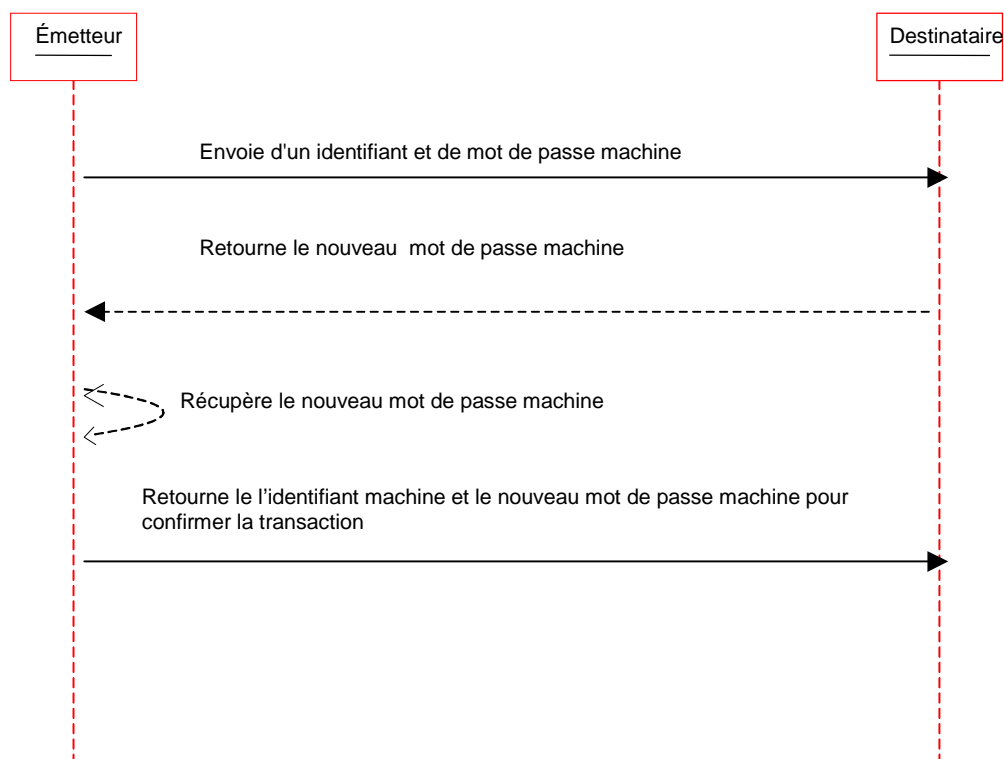 Émetteur
Destinataire
Envoie d'un identifiant et de mot de passe machine
Retourne le nouveau mot de passe machine
Récupère le nouveau mot de passe machine
Retourne le l’identifiant machine et le nouveau mot de passe machine pour
confirmer la transaction